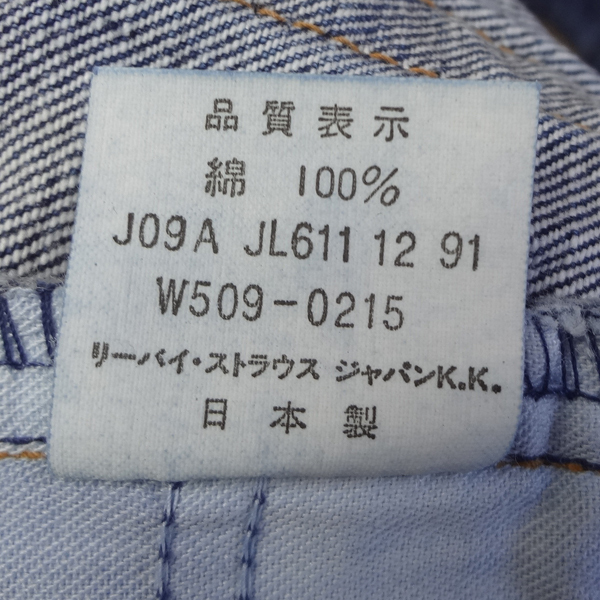 品質表示
綿 100%
J09A JL611 12 91
W509-0215
リーバイ・ストラウス ジャパンK.K.
日本製